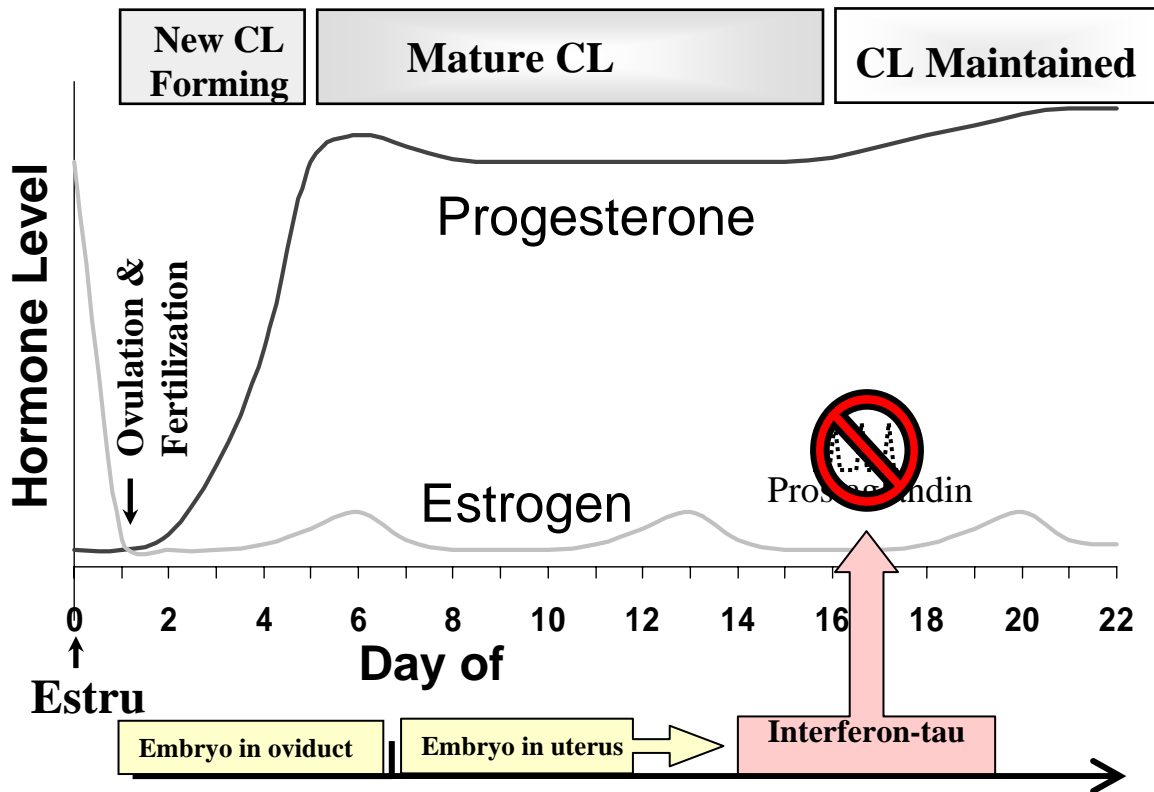 New CL
Forming
Mature CL
CL Maintained
Hormone Level
Progesterone
Ovulation &
Fertilization
Estrogen
0 2 4 6 8 10 12 14 16 18 20 22
Day of
Estru
Embryo in oviduct
Embryo in uterus
Interferon-tau